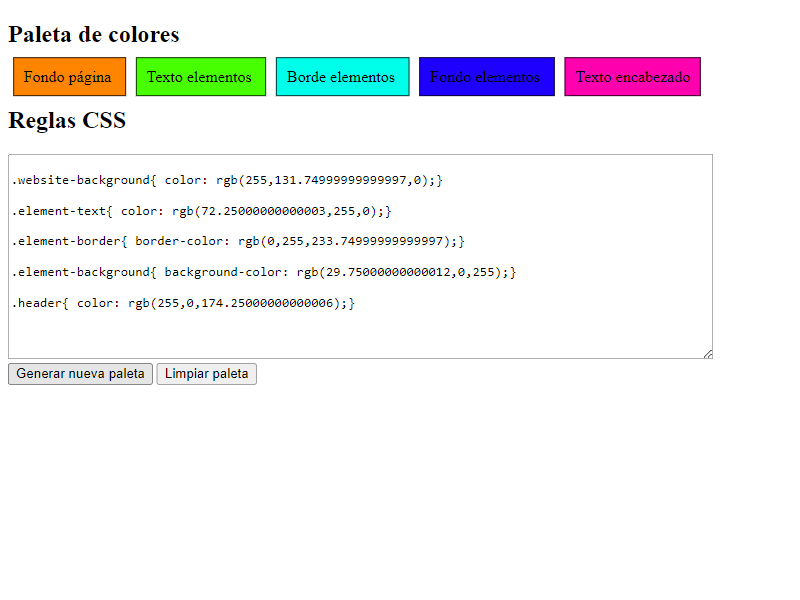 Paleta de colores
Fondo página Texto elementos Borde elementos Fondo elementos Texto encabezado
Reglas CSS
.website-background{ color: rgb(255,131.74999999999997,0);}
.element-text{ color: rgb(72.25000000000003,255,0);}
.element-border{ border-color: rgb(0,255,233.74999999999997);}
.element-background{ background-color: rgb(29.75000000000012,0,255);}
.header{ color: rgb(255,0,174.25000000000006);}
Generar nueva paleta Limpiar paleta